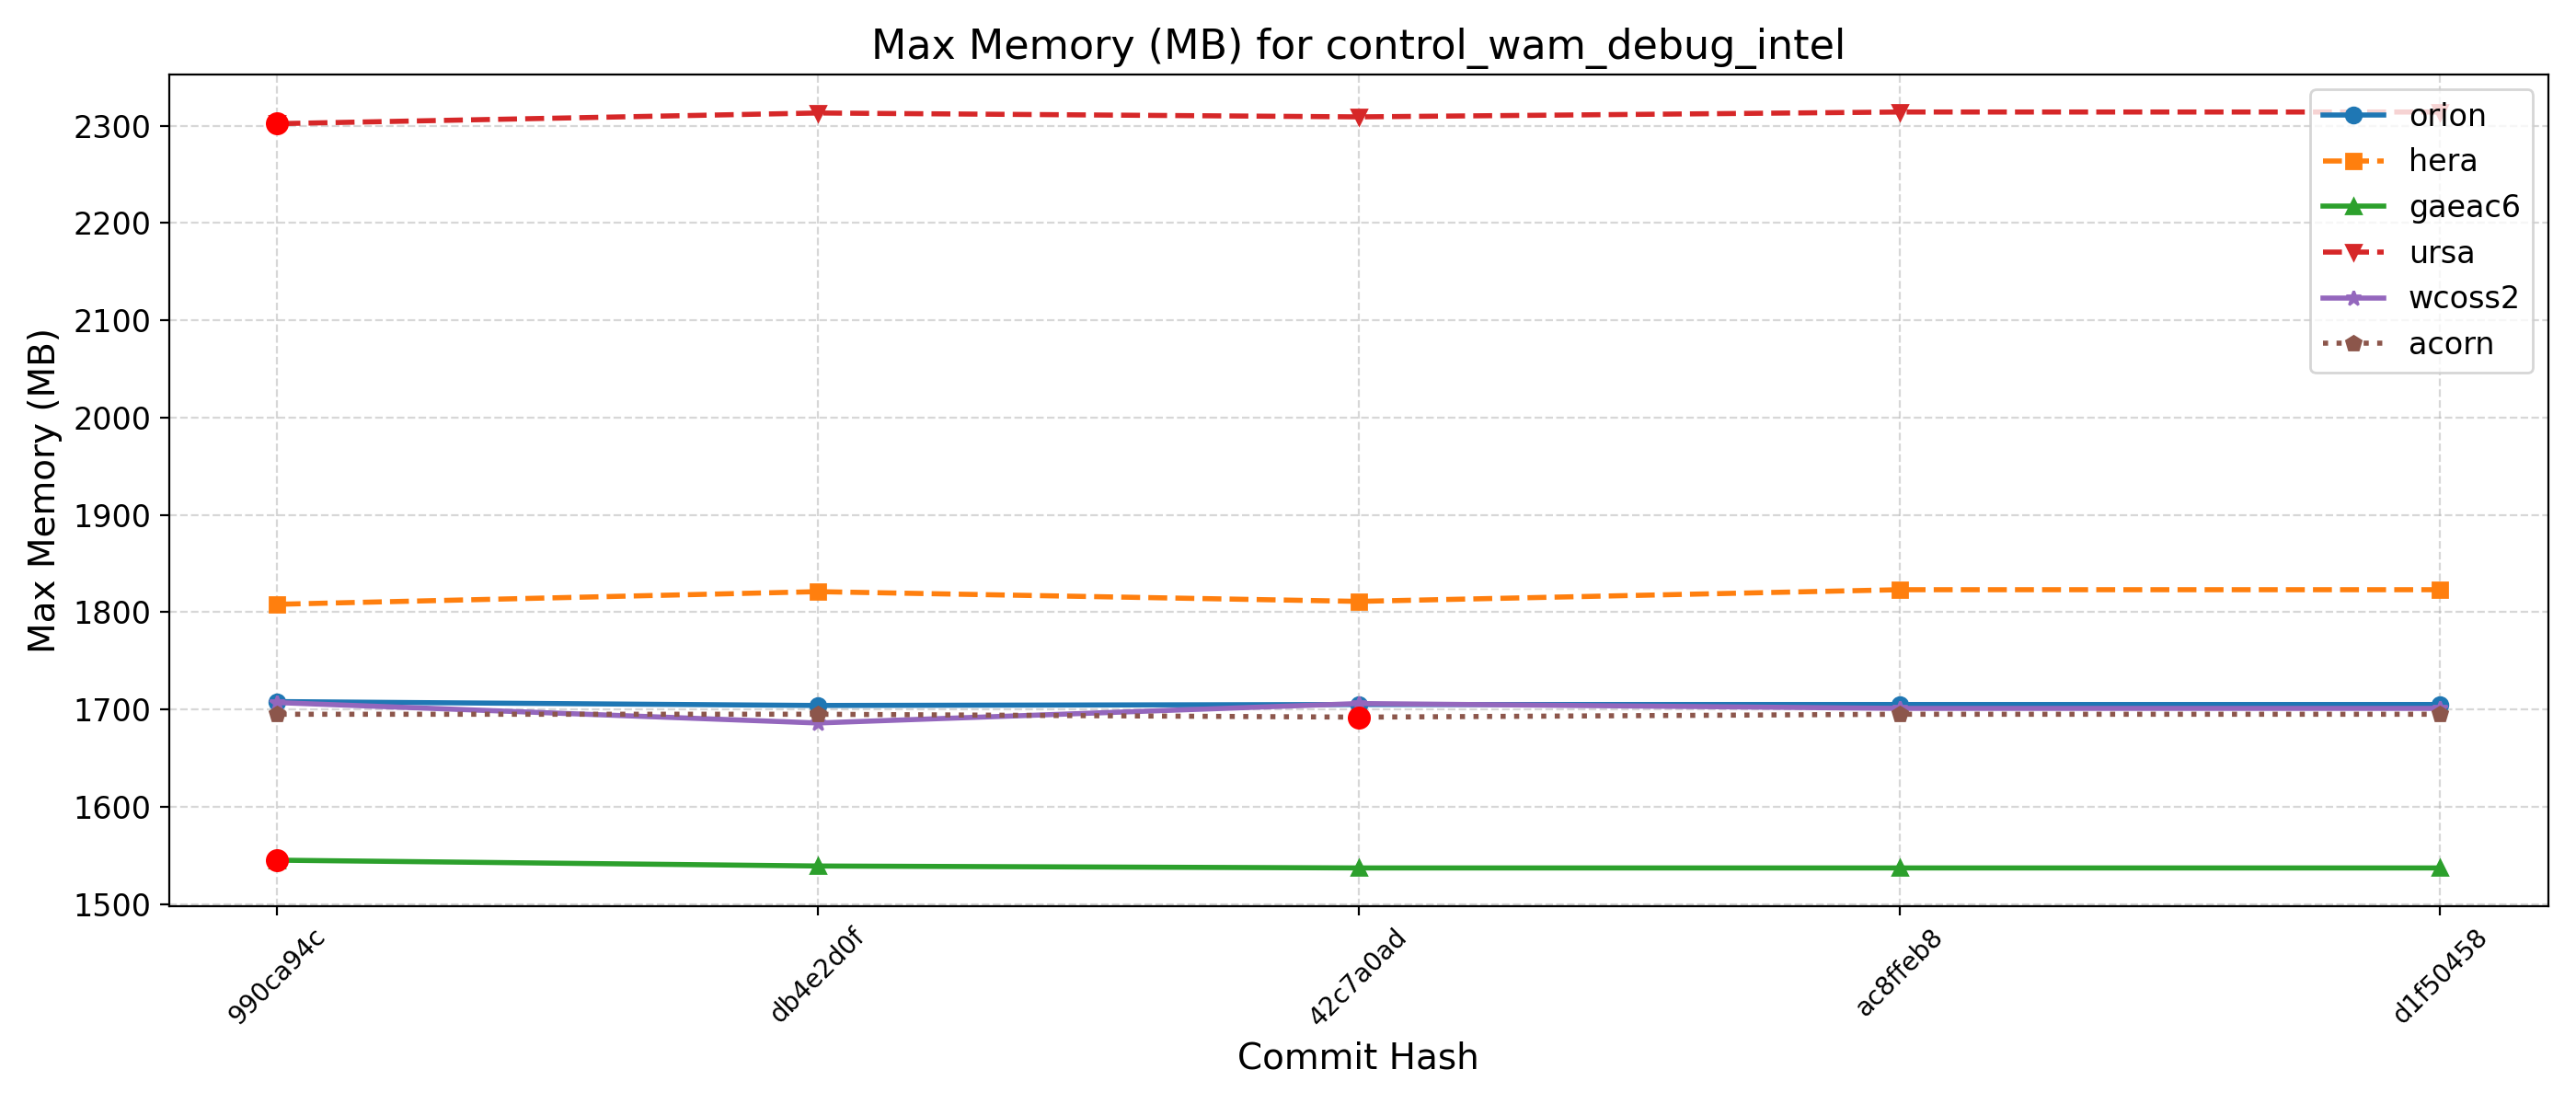 Max Memory (MB) for control_wam_debug_intel
Max Memory (MB)
2300
2200
2100
2000
1900
1800
1700
1600
1500
orion
hera
gaeac6
ursa
wcoss2
acorn
990ca94c
db4e2d0f
42c7a0ad
ac8ffeb8
d1f50458
Commit Hash